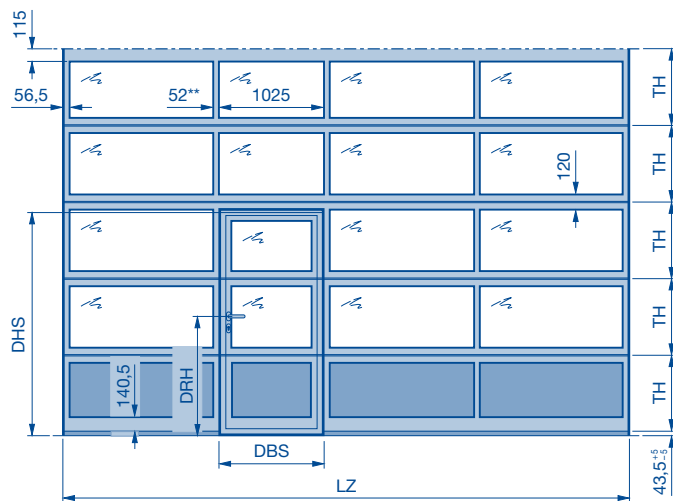 115
56,5
52**
1025
TH
TH
120
TH
DHS
DRH
TH
140,5
TH
DBS
43,5 +5 -5
LZ